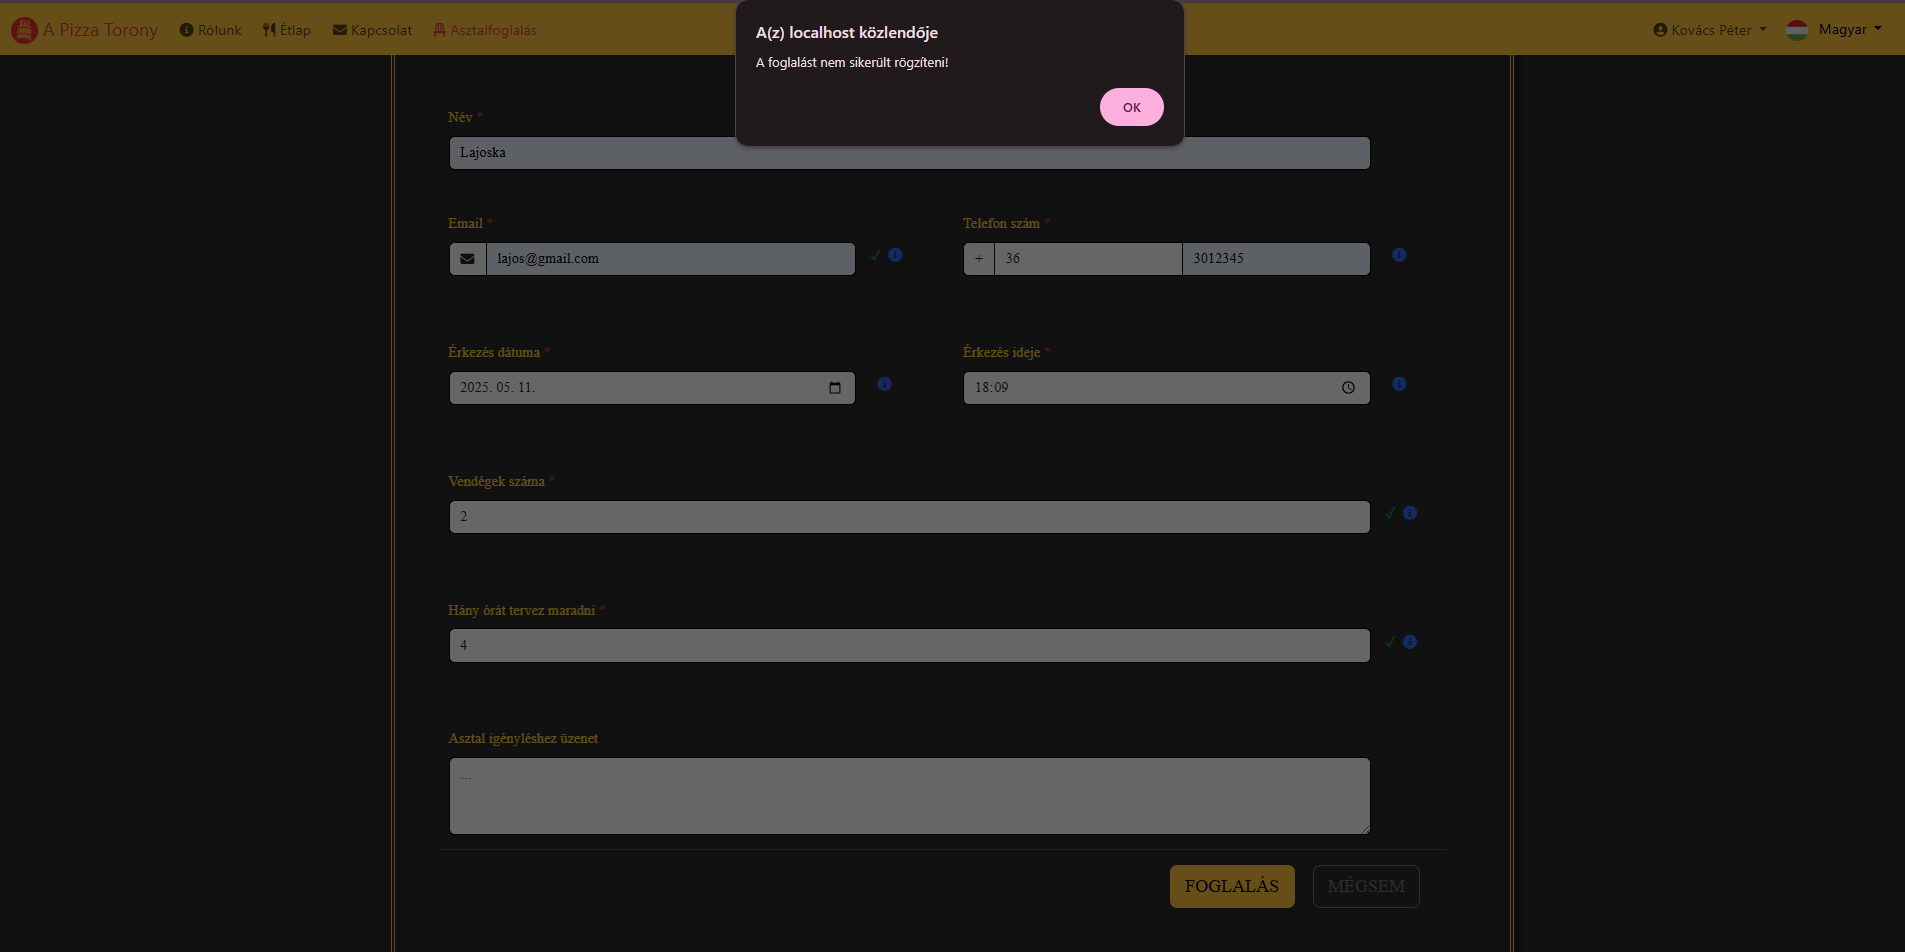 A Pizza Torony
Rólunk
Étlap
Kapcsolat
Asztalfoglalás
Kovács Péter
Magyar
A(z) localhost közlendője
A foglalást nem sikerült rögzíteni!
OK
Név *
Lajoska
Email *
lajos@gmail.com
Telefon szám *
+ 36 3012345
Érkezés dátuma *
2025. 05. 11.
Érkezés ideje *
18:09
Vendégek száma *
2
Hány órát tervez maradni *
4
Asztal igényléshez üzenet
...
FOGLALÁS
MÉGSEM